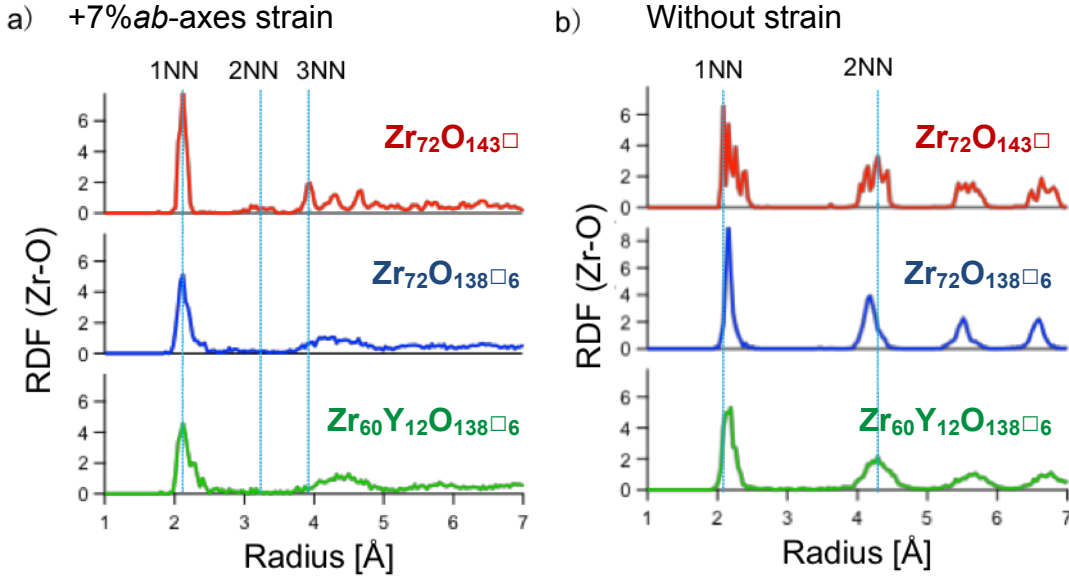 a) +7%ab-axes strain
1NN 2NN 3NN
RDF (Zr-O)
6
4
2
0
Zr₇₂O₁₄₃□
6
4
2
0
Zr₇₂O₁₃₈□₆
6
4
2
0
Zr₆₀Y₁₂O₁₃₈□₆
1 2 3 4 5 6 7
Radius [Å]
b) Without strain
1NN 2NN
RDF (Zr-O)
6
4
2
0
Zr₇₂O₁₄₃□
8
6
4
2
0
Zr₇₂O₁₃₈□₆
6
4
2
0
Zr₆₀Y₁₂O₁₃₈□₆
1 2 3 4 5 6 7
Radius [Å]